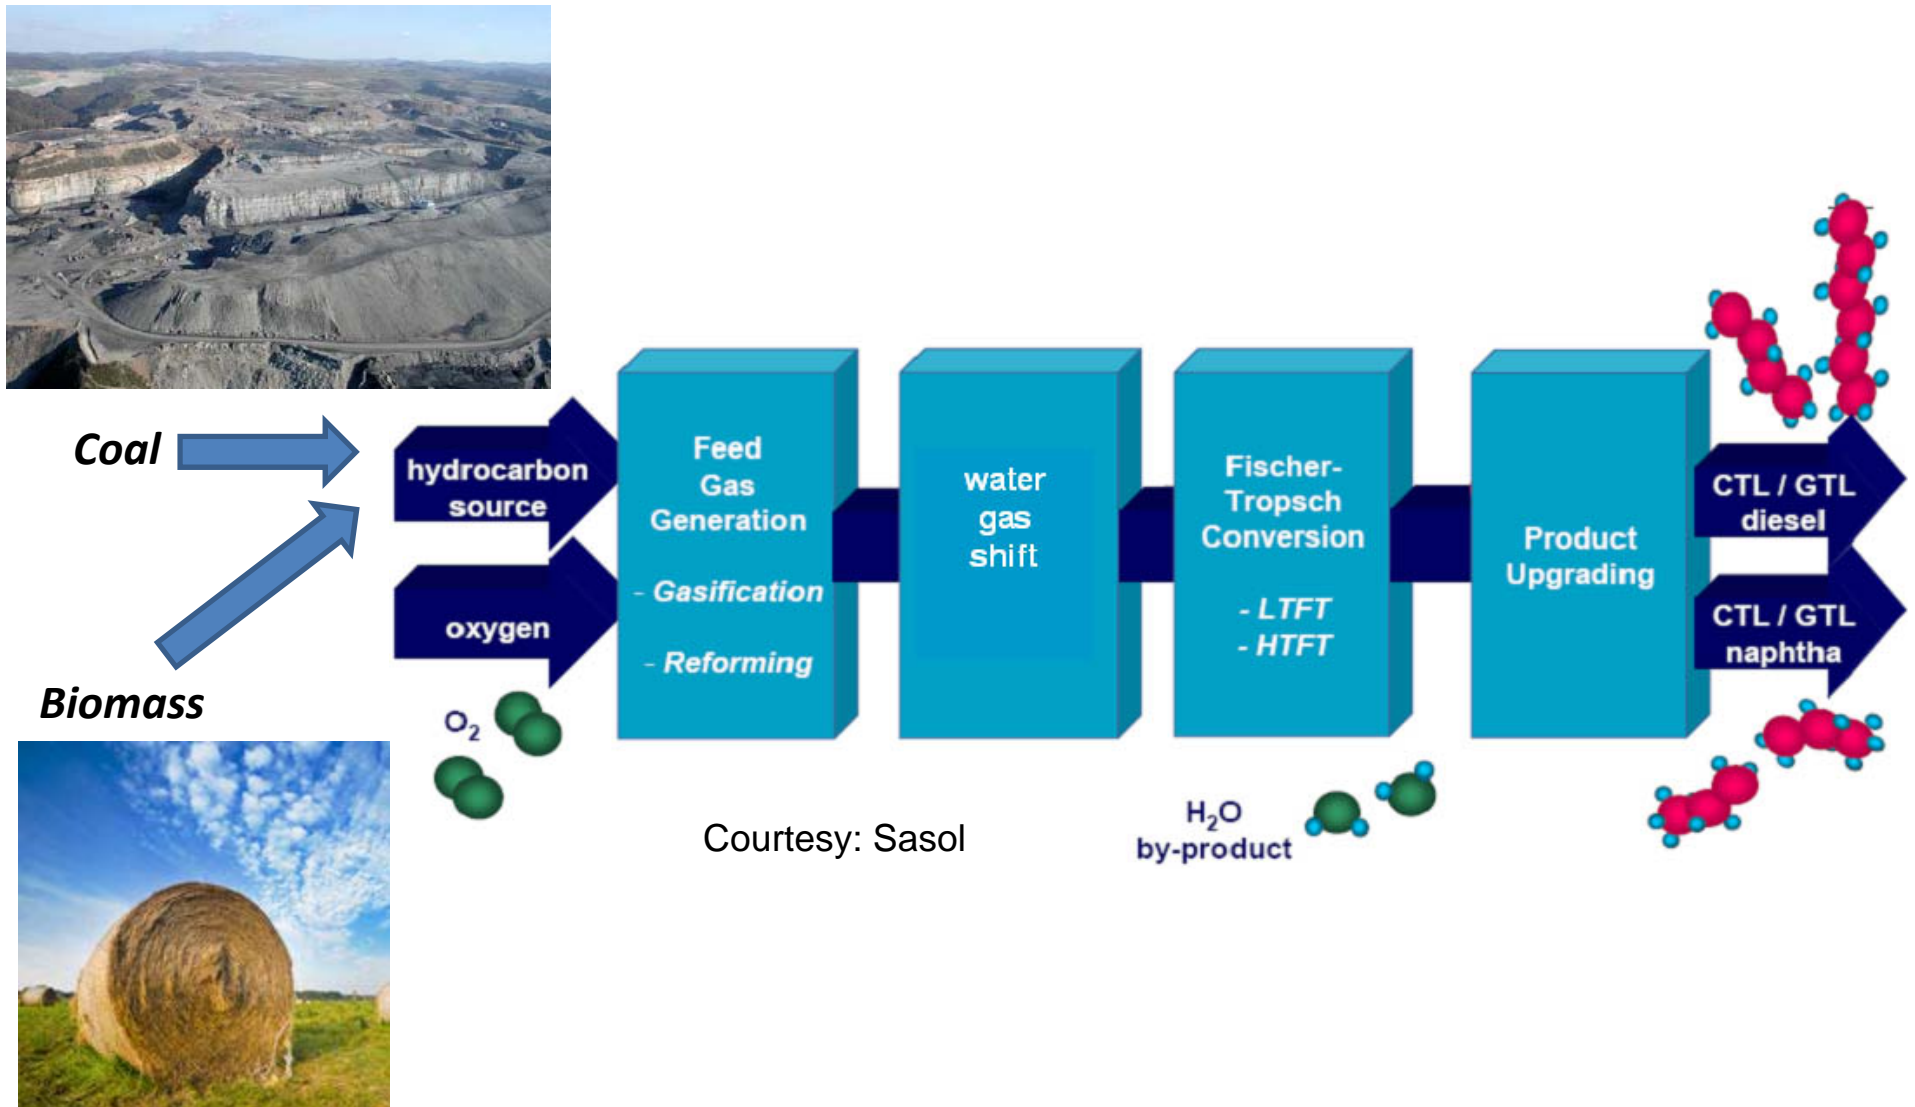 Coal
Biomass
hydrocarbon
source
oxygen
O₂
Feed
Gas
Generation
- Gasification
- Reforming
water
gas
shift
Fischer-
Tropsch
Conversion
- LTFT
- HTFT
H₂O
by-product
Product
Upgrading
CTL / GTL
diesel
CTL / GTL
naphtha
Courtesy: Sasol